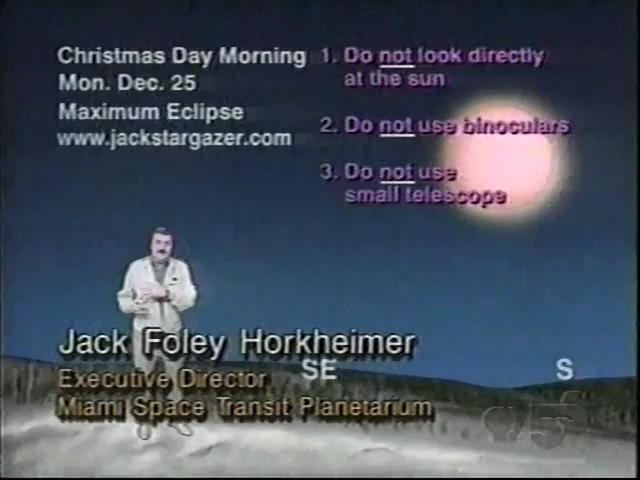 Christmas Day Morning
Mon. Dec. 25
Maximum Eclipse
www.jackstargazer.com
1. Do not look directly
at the sun
2. Do not use binoculars
3. Do not use
small telescope
Jack Foley Horkheimer
Executive Director
Miami Space Transit Planetarium
SE
S
5